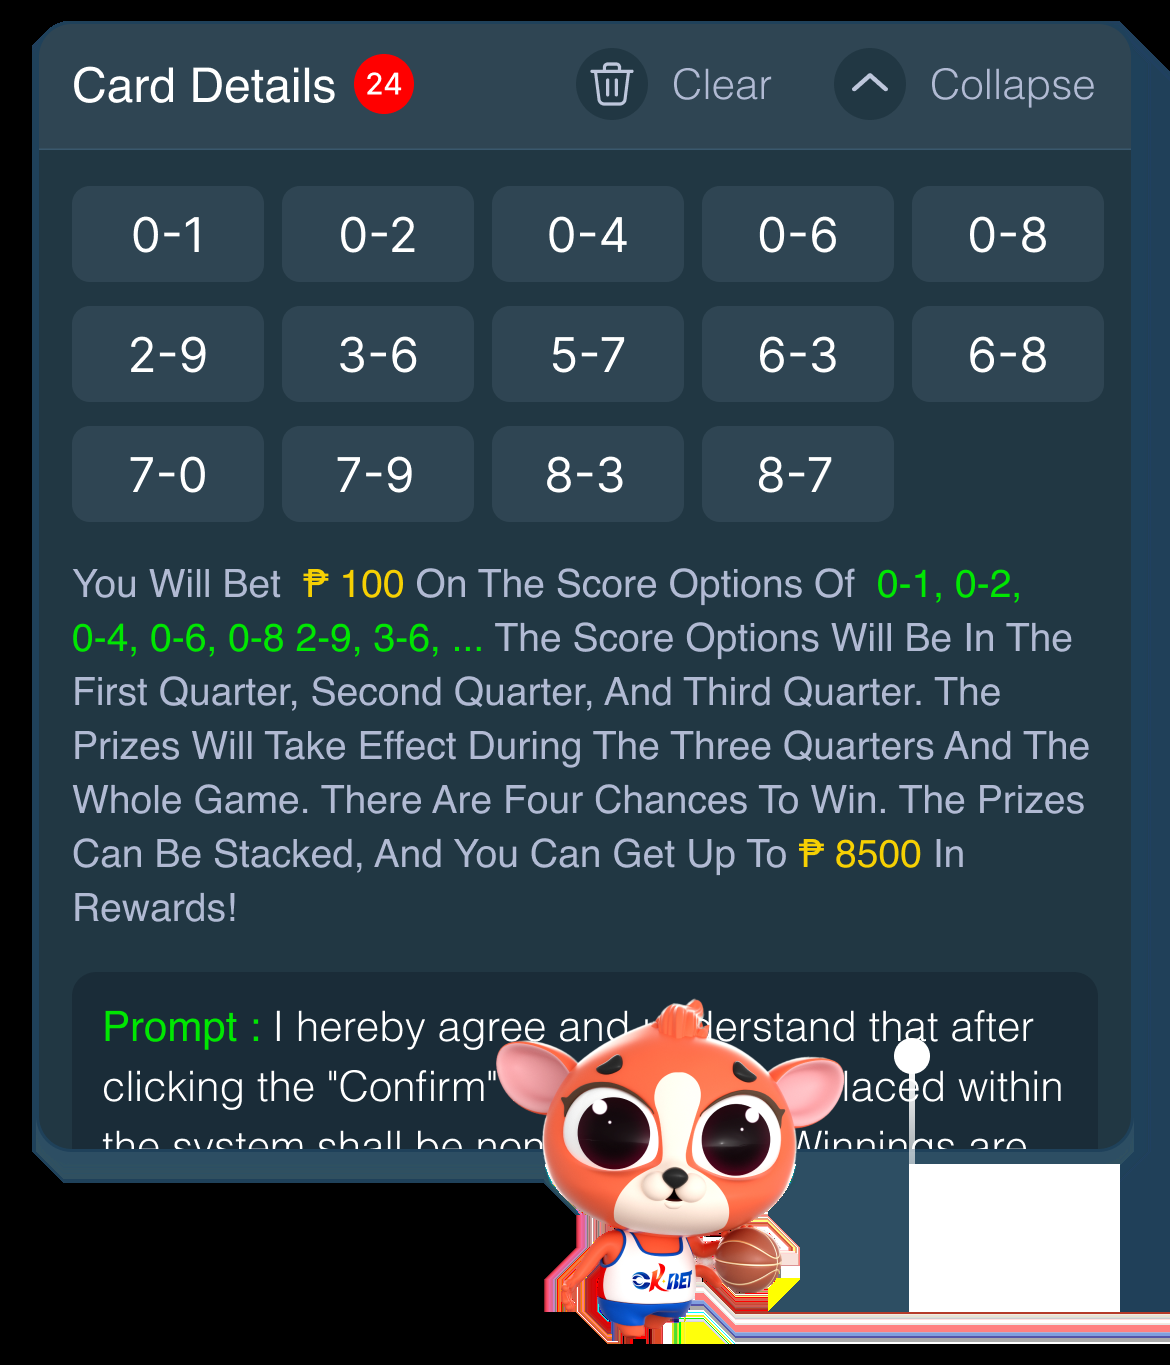 Card Details 24 Clear Collapse
0-1 0-2 0-4 0-6 0-8
2-9 3-6 5-7 6-3 6-8
7-0 7-9 8-3 8-7
You Will Bet ₱ 100 On The Score Options Of 0-1, 0-2,
0-4, 0-6, 0-8 2-9, 3-6, ... The Score Options Will Be In The
First Quarter, Second Quarter, And Third Quarter. The
Prizes Will Take Effect During The Three Quarters And The
Whole Game. There Are Four Chances To Win. The Prizes
Can Be Stacked, And You Can Get Up To ₱ 8500 In
Rewards!
Prompt : I hereby agree and understand that after
clicking the "Confirm" within
the system shall be Winnings are
OKBET